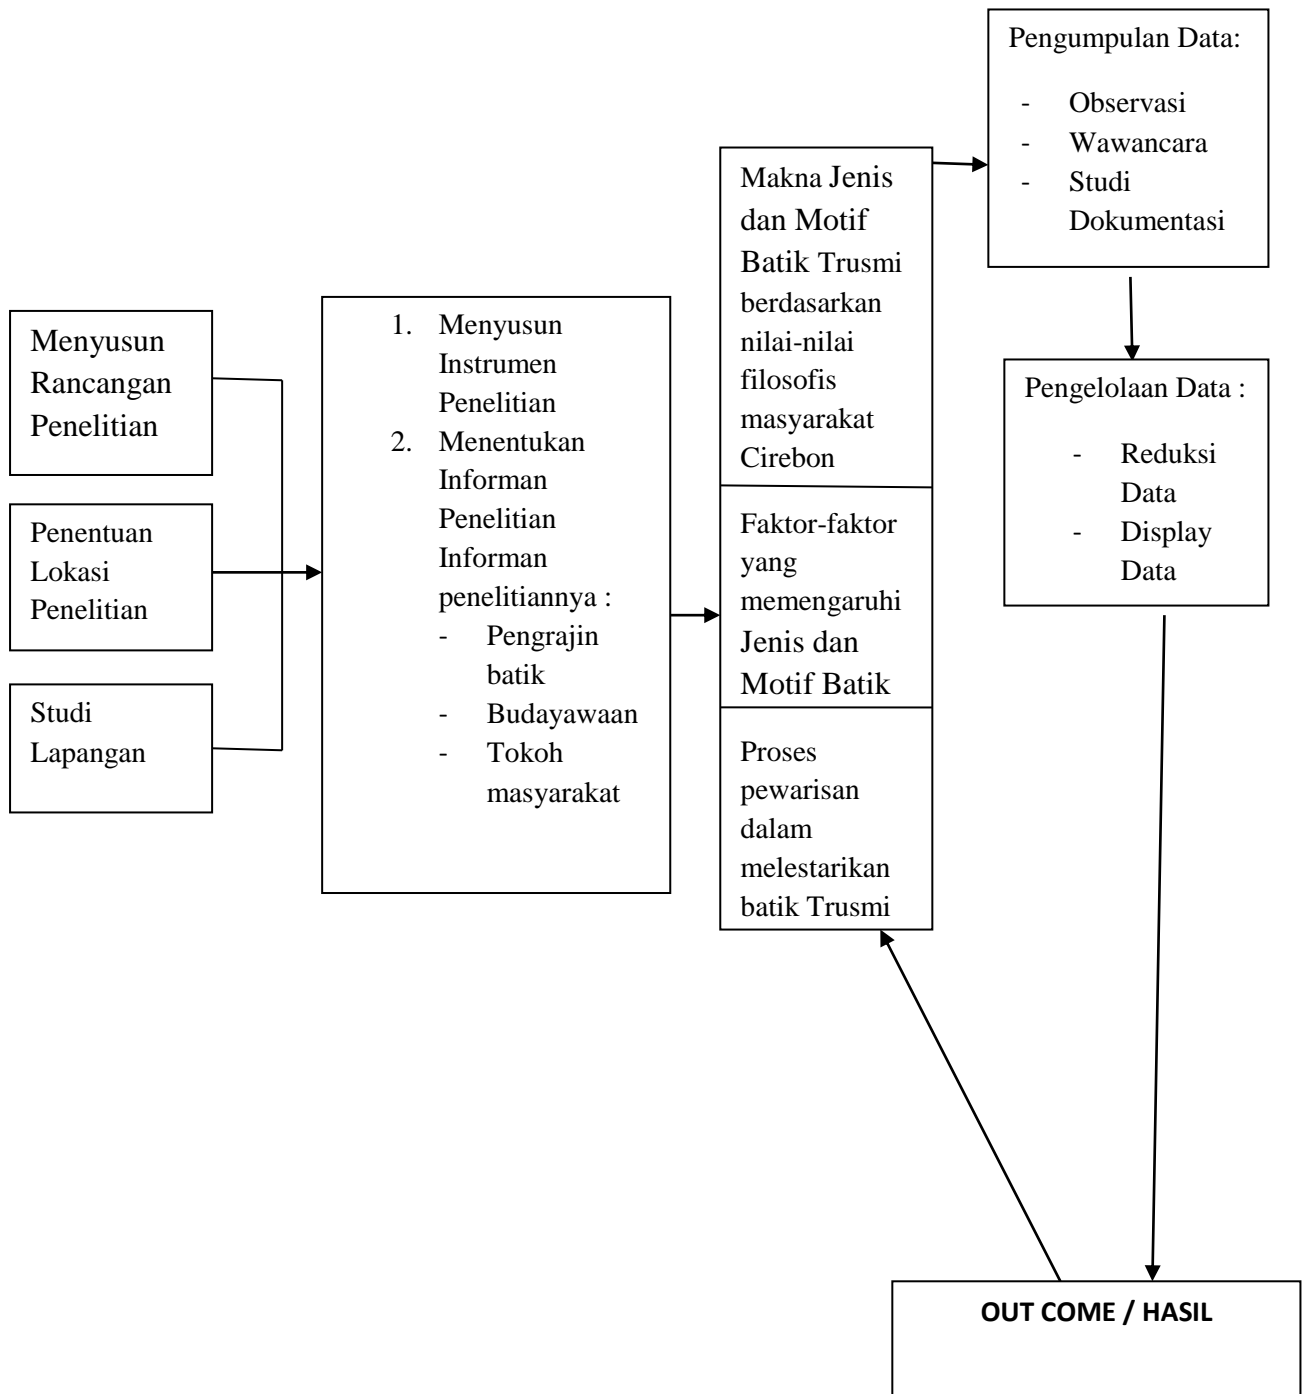 Menyusun
Rancangan
Penelitian
Penentuan
Lokasi
Penelitian
Studi
Lapangan
1. Menyusun
Instrumen
Penelitian
2. Menentukan
Informan
Penelitian
Informan
penelitiannya :
- Pengrajin
batik
- Budayawaan
- Tokoh
masyarakat
Makna Jenis
dan Motif
Batik Trusmi
berdasarkan
nilai-nilai
filosofis
masyarakat
Cirebon
Faktor-faktor
yang
memengaruhi
Jenis dan
Motif Batik
Proses
pewarisan
dalam
melestarikan
batik Trusmi
Pengumpulan Data:
- Observasi
- Wawancara
- Studi
Dokumentasi
Pengelolaan Data :
- Reduksi
Data
- Display
Data
OUT COME / HASIL